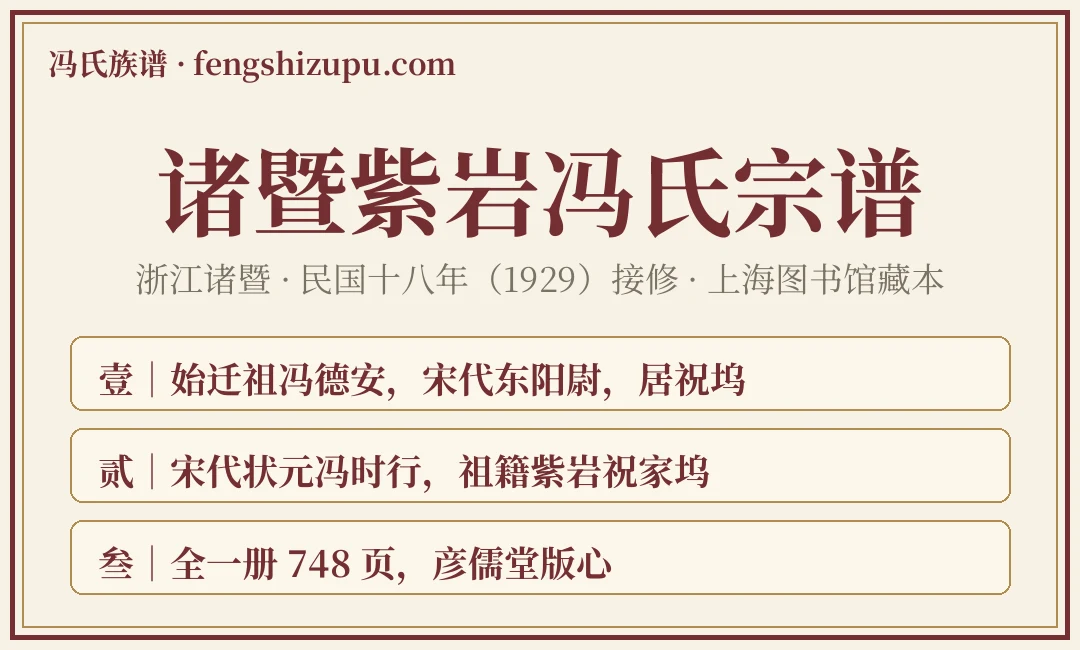 冯氏族谱 · fengshizupu.com
诸暨紫岩冯氏宗谱
浙江诸暨 · 民国十八年（1929）接修 · 上海图书馆藏本
壹｜始迁祖冯德安，宋代东阳尉，居祝坞
贰｜宋代状元冯时行，祖籍紫岩祝家坞
叁｜全一册 748 页，彦儒堂版心